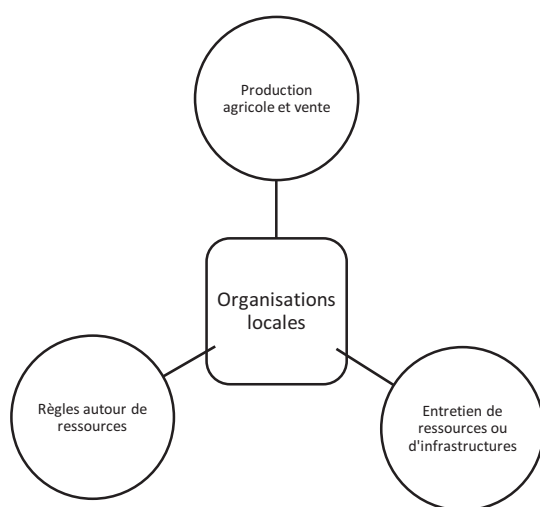 Production
agricole et vente
Organisations
locales
Règles autour de
ressources
Entretien de
ressources ou
d'infrastructures